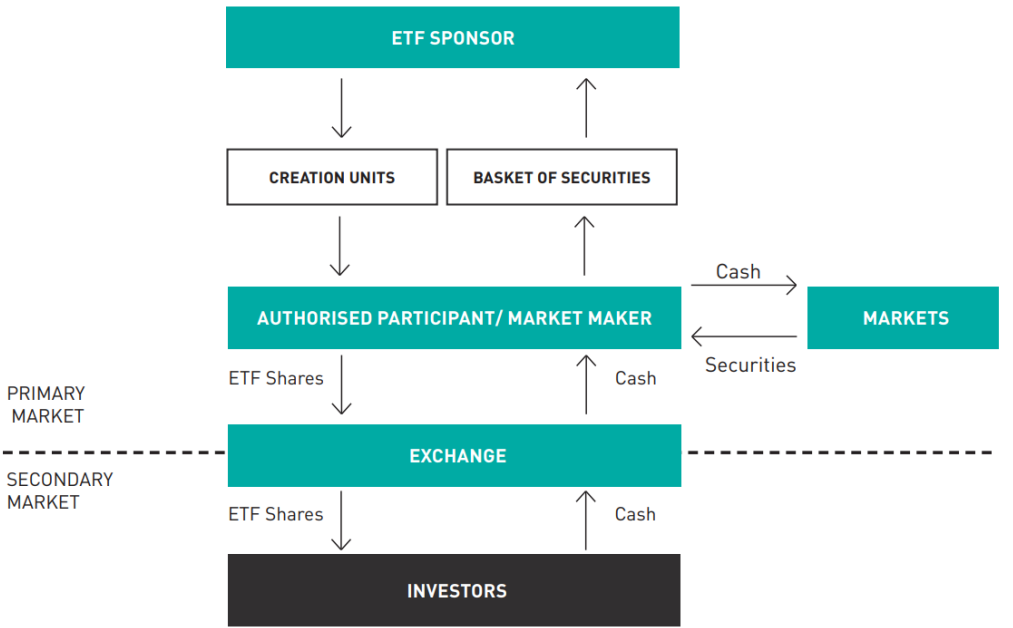 ETF SPONSOR
CREATION UNITS
BASKET OF SECURITIES
Cash
AUTHORISED PARTICIPANT/ MARKET MAKER
MARKETS
Securities
ETF Shares
Cash
PRIMARY
MARKET
EXCHANGE
SECONDARY
MARKET
ETF Shares
Cash
INVESTORS